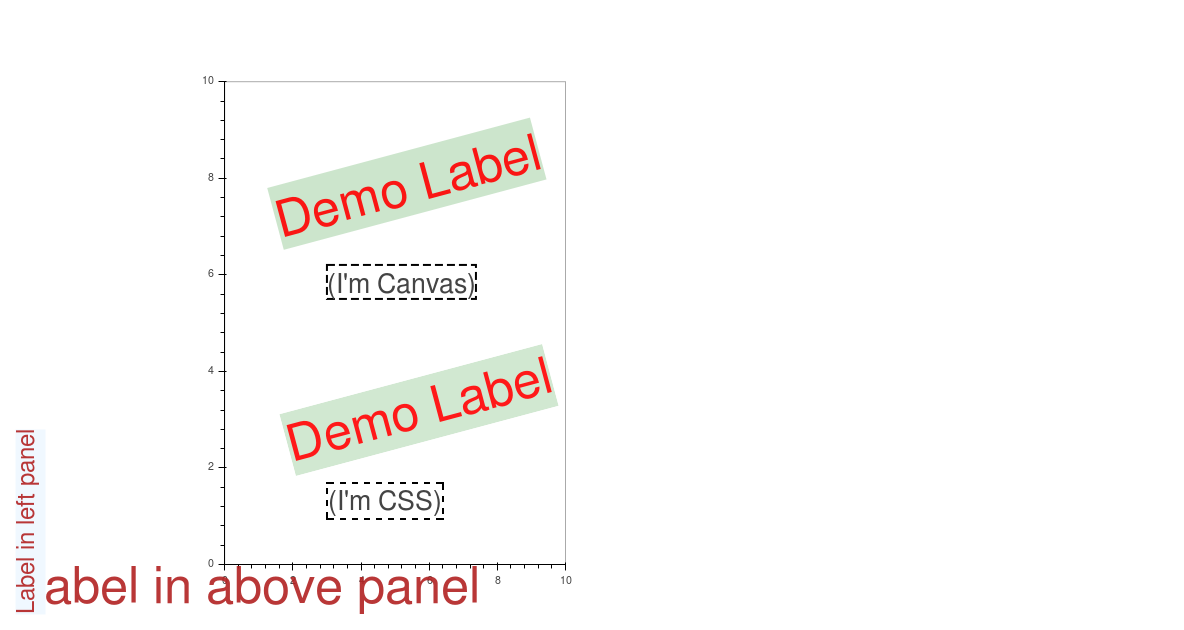 10
Demo Label
8
(I'm Canvas)
6
Demo Label
4
2
(I'm CSS)
Label in left panel
0
abel in above panel
0 2 4 6 8 10